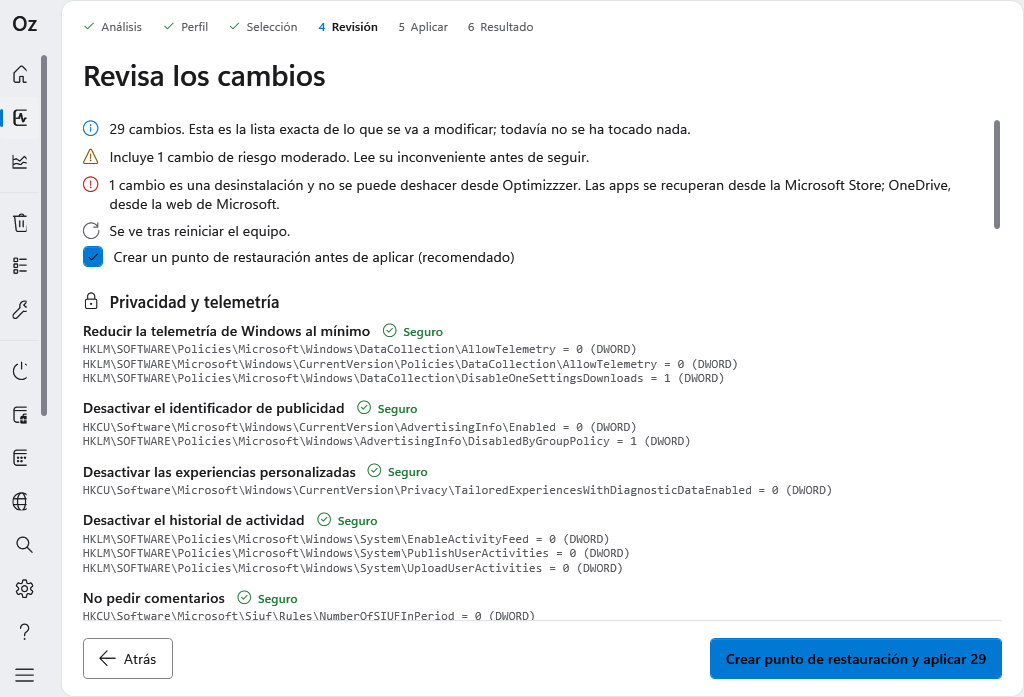 Oz
Análisis
Perfil
Selección
4 Revisión
5 Aplicar
6 Resultado
Revisa los cambios
29 cambios. Esta es la lista exacta de lo que se va a modificar; todavía no se ha tocado nada.
Incluye 1 cambio de riesgo moderado. Lee su inconveniente antes de seguir.
1 cambio es una desinstalación y no se puede deshacer desde Optimizzzer. Las apps se recuperan desde la Microsoft Store; OneDrive,
desde la web de Microsoft.
Se ve tras reiniciar el equipo.
Crear un punto de restauración antes de aplicar (recomendado)
Privacidad y telemetría
Reducir la telemetría de Windows al mínimo Seguro
HKLM\SOFTWARE\Policies\Microsoft\Windows\DataCollection\AllowTelemetry = 0 (DWORD)
HKLM\SOFTWARE\Microsoft\Windows\CurrentVersion\Policies\DataCollection\AllowTelemetry = 0 (DWORD)
HKLM\SOFTWARE\Policies\Microsoft\Windows\DataCollection\DisableOneSettingsDownloads = 1 (DWORD)
Desactivar el identificador de publicidad Seguro
HKCU\Software\Microsoft\Windows\CurrentVersion\AdvertisingInfo\Enabled = 0 (DWORD)
HKLM\SOFTWARE\Policies\Microsoft\Windows\AdvertisingInfo\DisabledByGroupPolicy = 1 (DWORD)
Desactivar las experiencias personalizadas Seguro
HKCU\Software\Microsoft\Windows\CurrentVersion\Privacy\TailoredExperiencesWithDiagnosticDataEnabled = 0 (DWORD)
Desactivar el historial de actividad Seguro
HKLM\SOFTWARE\Policies\Microsoft\Windows\System\EnableActivityFeed = 0 (DWORD)
HKLM\SOFTWARE\Policies\Microsoft\Windows\System\PublishUserActivities = 0 (DWORD)
HKLM\SOFTWARE\Policies\Microsoft\Windows\System\UploadUserActivities = 0 (DWORD)
No pedir comentarios Seguro
HKCU\Software\Microsoft\Siuf\Rules\NumberOfSIUFInPeriod = 0 (DWORD)
Atrás
Crear punto de restauración y aplicar 29